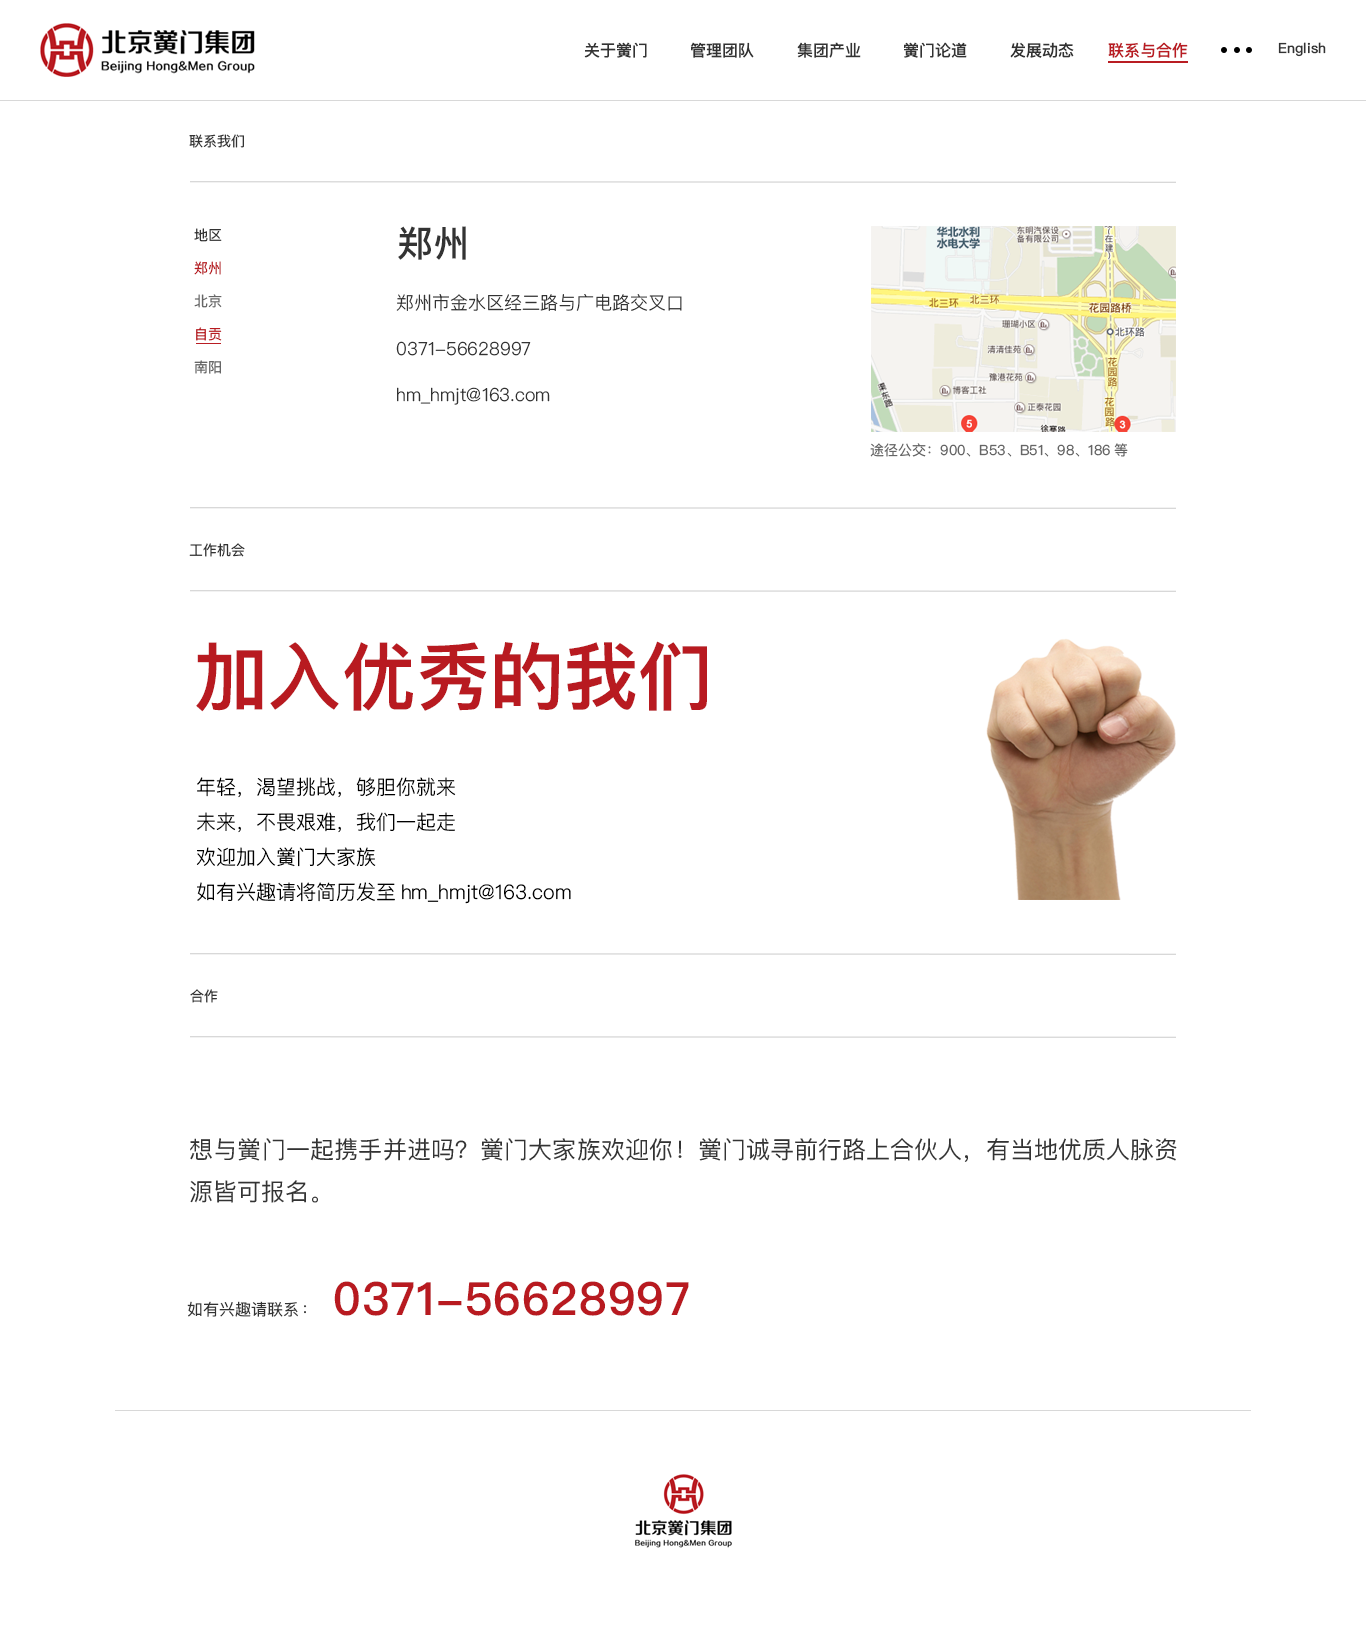 北京黉门集团
Beijing Hong&Men Group
关于黉门 管理团队 集团产业 黉门论道 发展动态 联系与合作 ••• English
联系我们
地区
郑州
北京
自贡
南阳
郑州
郑州市金水区经三路与广电路交叉口
0371-56628997
hm_hmjt@163.com
华北水利
水电大学
东明汽保设
备有限公司
(在建)
北三环 北三环
花园路桥
珊瑚小区
北环路
清清佳苑
花园路
豫港花苑
博客工社
花园路
正泰花园
徐寨路
5
3
途径公交：900、B53、B51、98、186 等
工作机会
加入优秀的我们
年轻，渴望挑战，够胆你就来
未来，不畏艰难，我们一起走
欢迎加入黉门大家族
如有兴趣请将简历发至 hm_hmjt@163.com
合作
想与黉门一起携手并进吗？黉门大家族欢迎你！黉门诚寻前行路上合伙人，有当地优质人脉资
源皆可报名。
如有兴趣请联系： 0371-56628997
北京黉门集团
Beijing Hong&Men Group